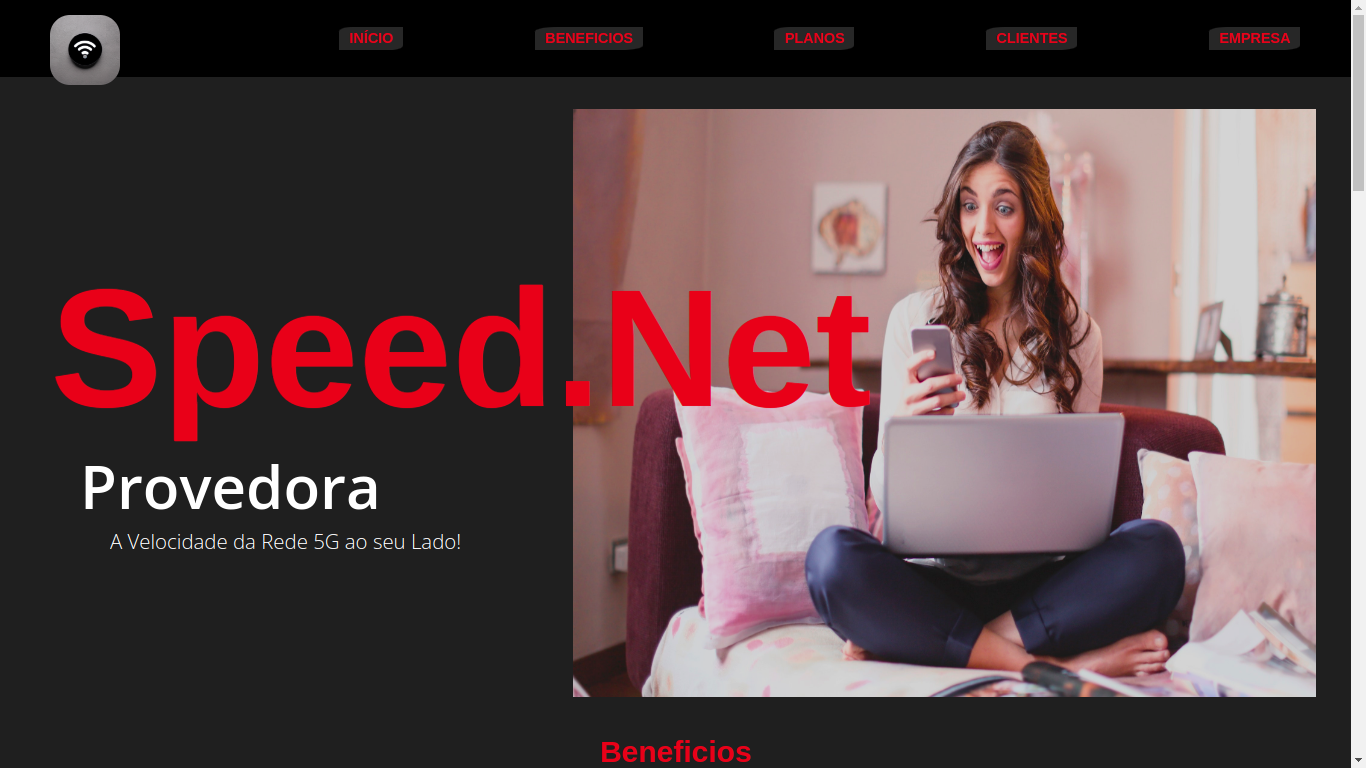 INÍCIO
BENEFICIOS
PLANOS
CLIENTES
EMPRESA
Speed.Net
Provedora
A Velocidade da Rede 5G ao seu Lado!
Beneficios